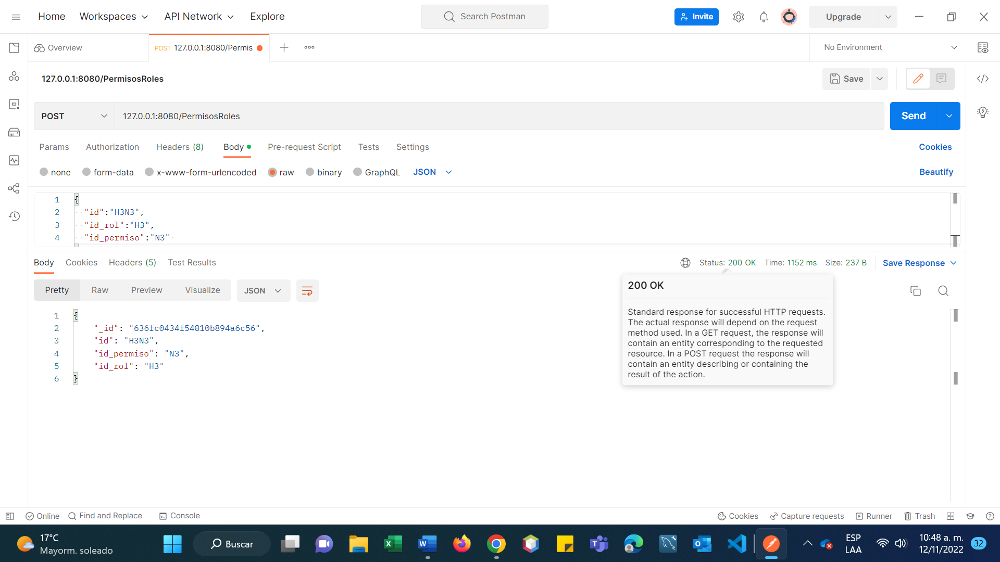 Home Workspaces API Network Explore Search Postman Invite Upgrade
Overview POST 127.0.0.1:8080/Permis No Environment
127.0.0.1:8080/PermisosRoles Save
POST 127.0.0.1:8080/PermisosRoles Send
Params Authorization Headers (8) Body Pre-request Script Tests Settings Cookies
none form-data x-www-form-urlencoded raw binary GraphQL JSON Beautify
1 {
2 "id":"H3N3",
3 "id_rol":"H3",
4 "id_permiso":"N3"
Body Cookies Headers (5) Test Results Status: 200 OK Time: 1152 ms Size: 237 B Save Response
Pretty Raw Preview Visualize JSON
1 {
2 "_id": "636fc0434f54810b894a6c56",
3 "id": "H3N3",
4 "id_permiso": "N3",
5 "id_rol": "H3"
6 }
200 OK
Standard response for successful HTTP requests.
The actual response will depend on the request
method used. In a GET request, the response will
contain an entity corresponding to the requested
resource. In a POST request the response will
contain an entity describing or containing the
result of the action.
Online Find and Replace Console Cookies Capture requests Runner Trash
17°C
Mayorm. soleado
Buscar
ESP
LAA
10:48 a. m.
12/11/2022
32